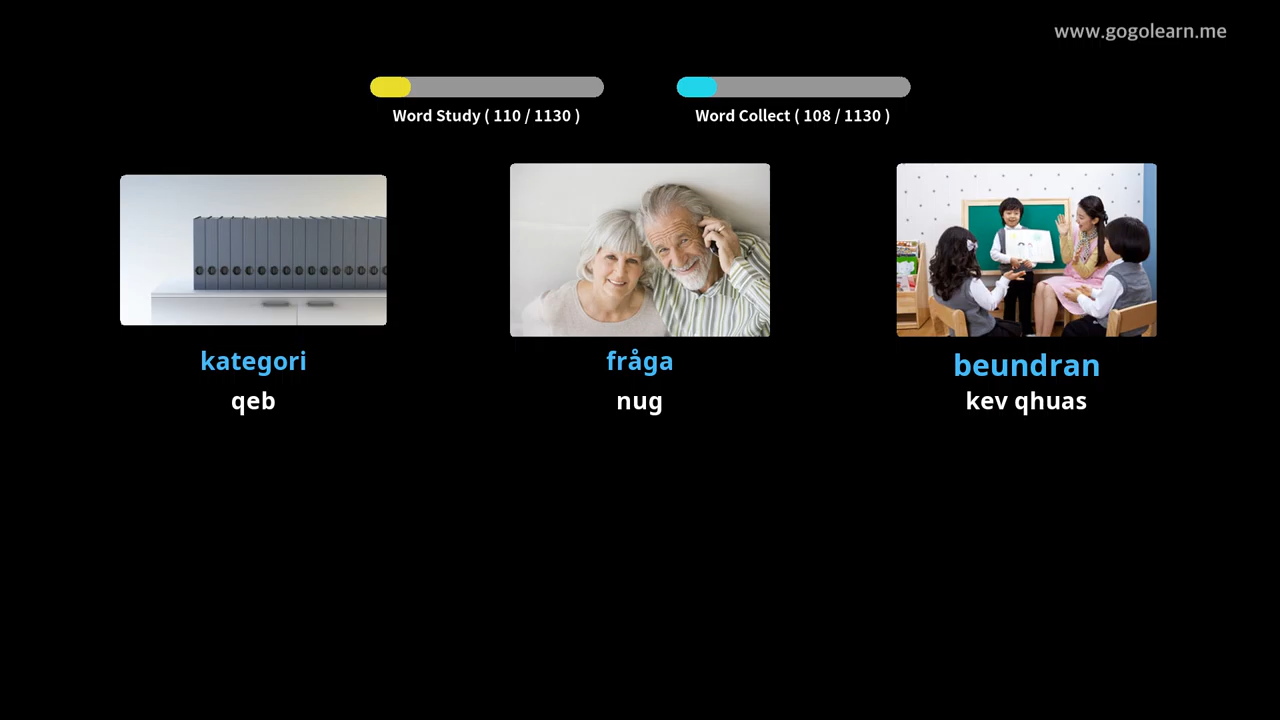 www.gogolearn.me
Word Study ( 110 / 1130 )
Word Collect ( 108 / 1130 )
kategori
qeb
fråga
nug
beundran
kev qhuas